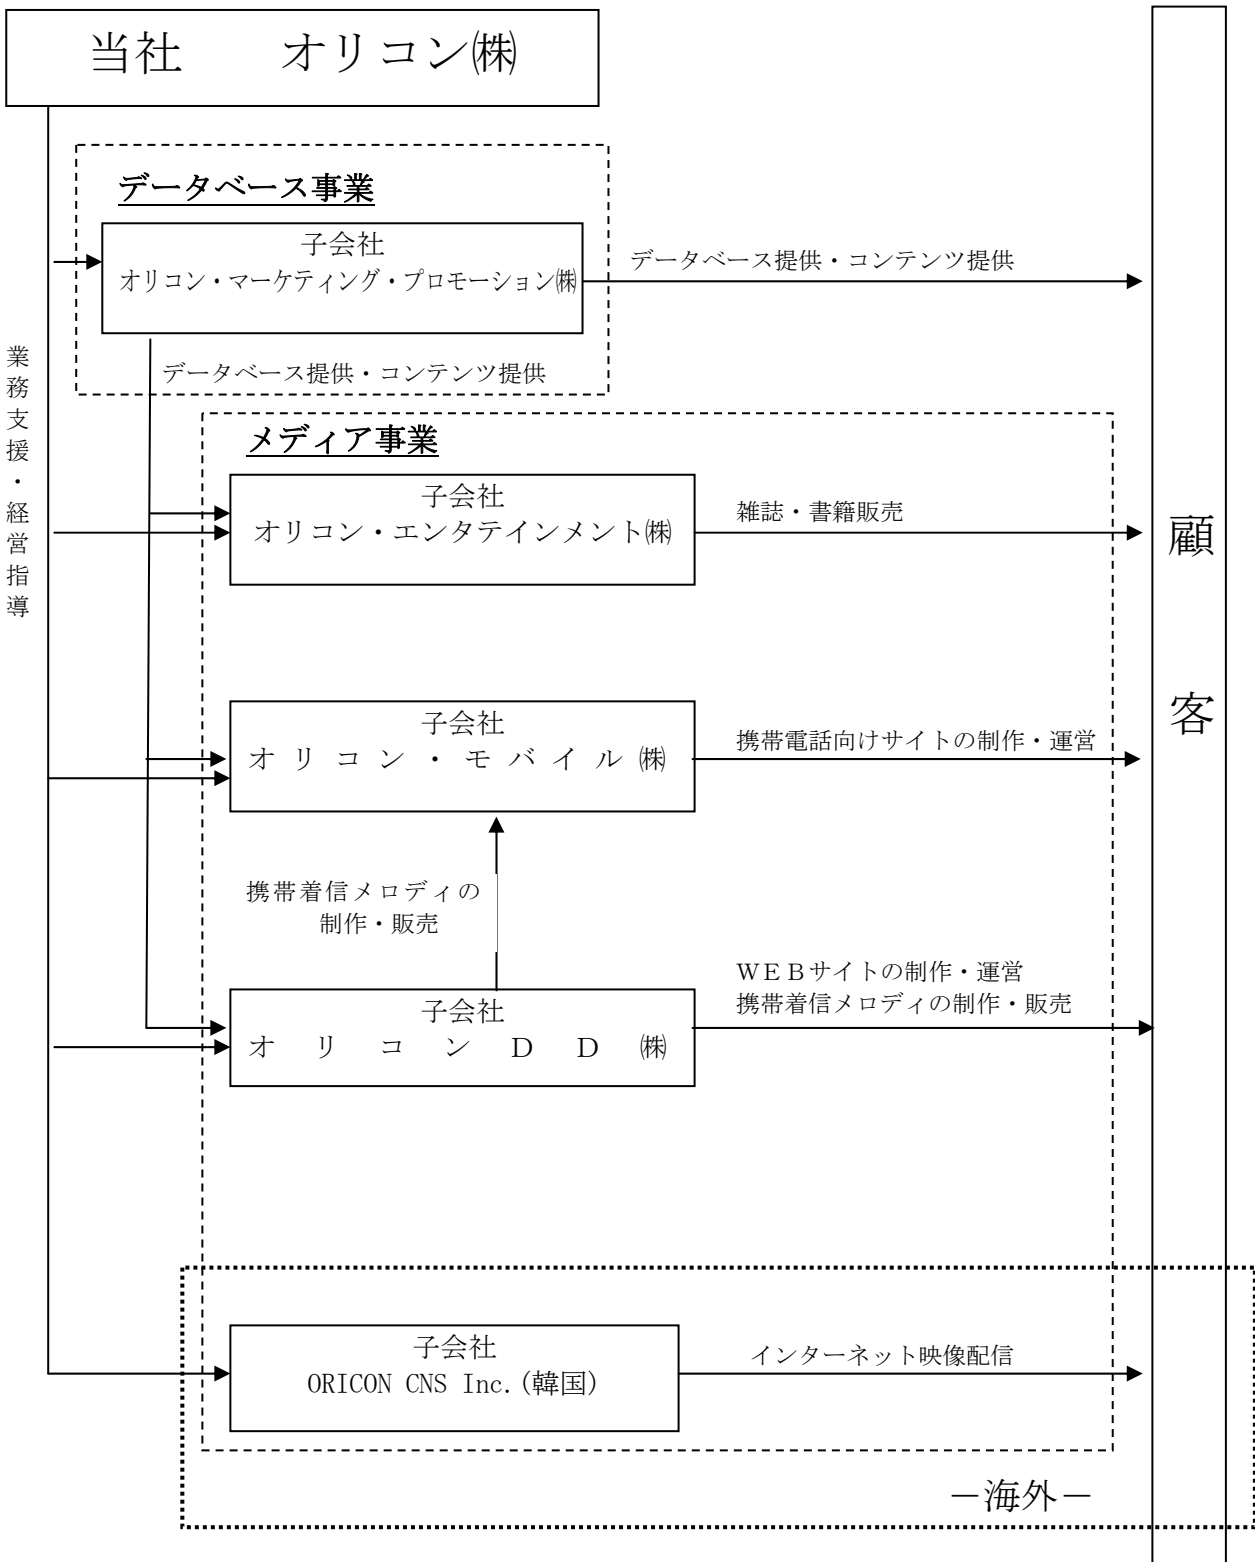 当社　　オリコン㈱
データベース事業
子会社
オリコン・マーケティング・プロモーション㈱
データベース提供・コンテンツ提供
データベース提供・コンテンツ提供
業務支援・経営指導
メディア事業
子会社
オリコン・エンタテインメント㈱
雑誌・書籍販売
顧客
子会社
オリコン・モバイル㈱
携帯電話向けサイトの制作・運営
携帯着信メロディの
制作・販売
子会社
オリコンＤＤ㈱
ＷＥＢサイトの制作・運営
携帯着信メロディの制作・販売
子会社
ORICON CNS Inc.(韓国)
インターネット映像配信
－海外－